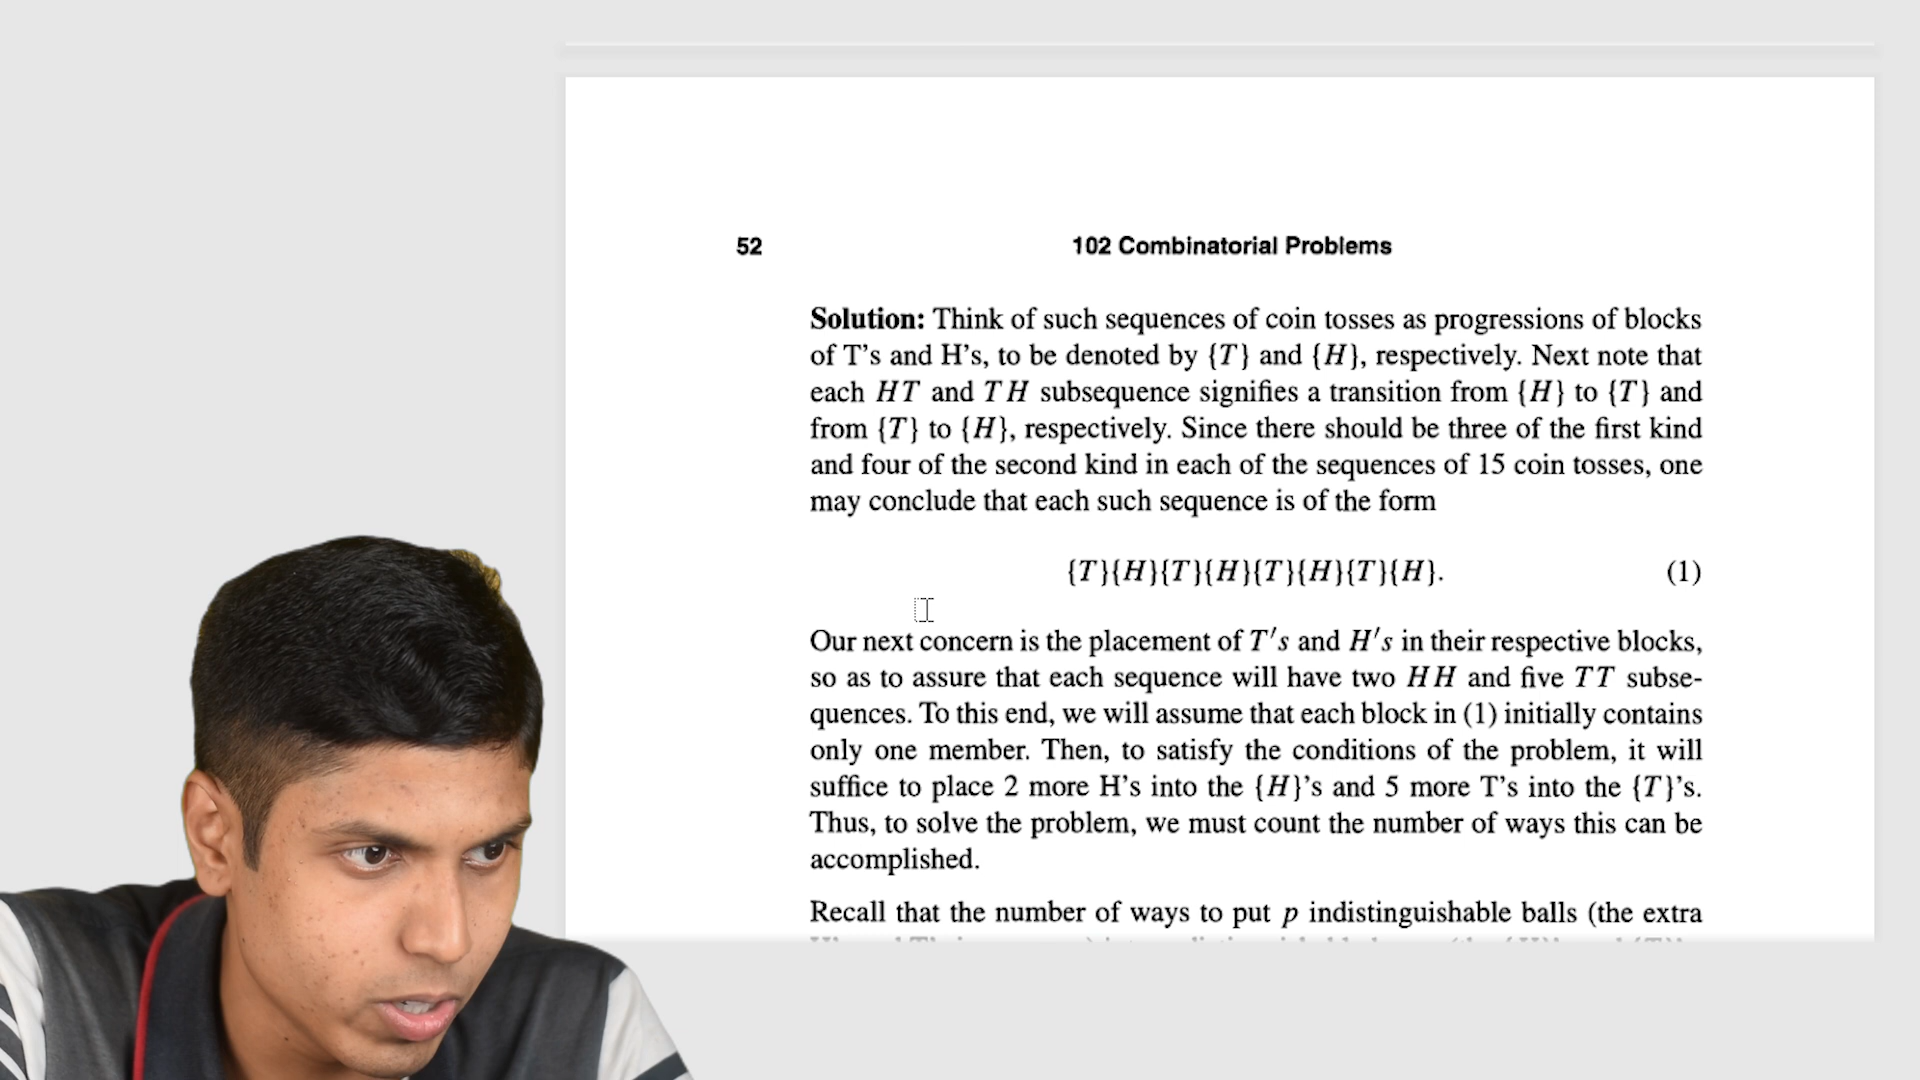 52 102 Combinatorial Problems
Solution: Think of such sequences of coin tosses as progressions of blocks
of T's and H's, to be denoted by {T} and {H}, respectively. Next note that
each HT and TH subsequence signifies a transition from {H} to {T} and
from {T} to {H}, respectively. Since there should be three of the first kind
and four of the second kind in each of the sequences of 15 coin tosses, one
may conclude that each such sequence is of the form
{T}{H}{T}{H}{T}{H}{T}{H}. (1)
Our next concern is the placement of T's and H's in their respective blocks,
so as to assure that each sequence will have two HH and five TT subse-
quences. To this end, we will assume that each block in (1) initially contains
only one member. Then, to satisfy the conditions of the problem, it will
suffice to place 2 more H's into the {H}'s and 5 more T's into the {T}'s.
Thus, to solve the problem, we must count the number of ways this can be
accomplished.
Recall that the number of ways to put p indistinguishable balls (the extra